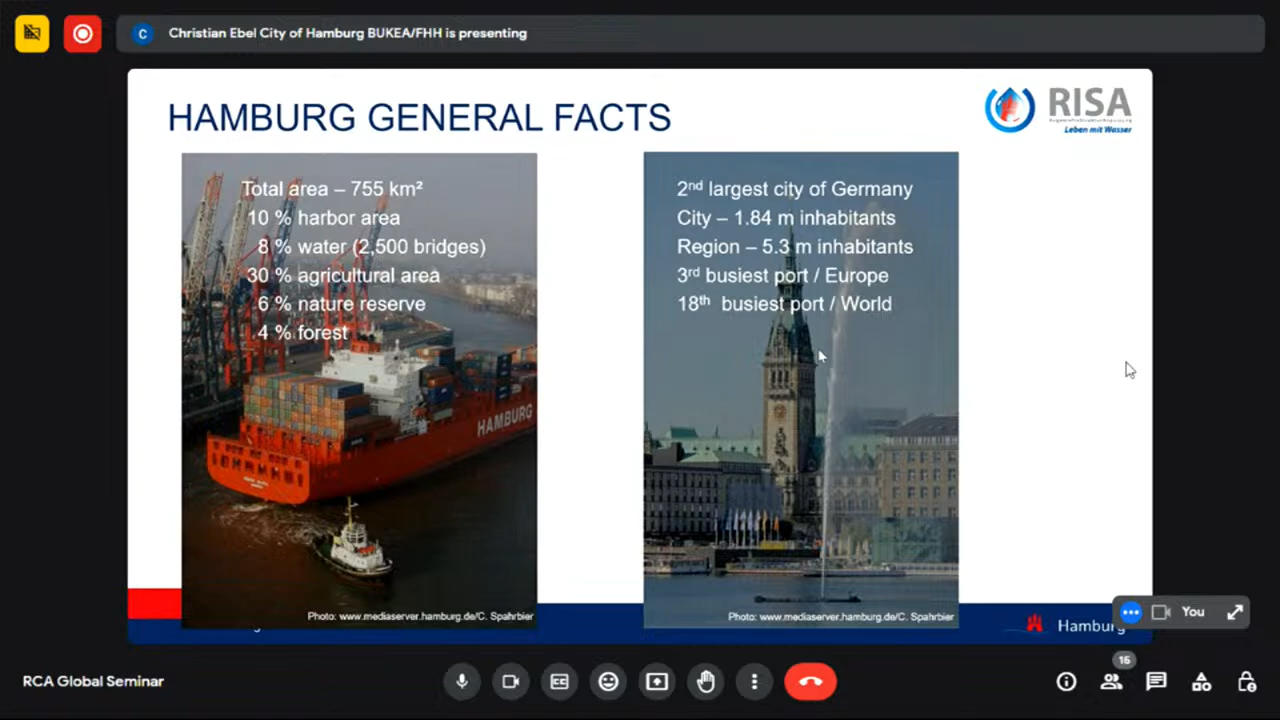 C Christian Ebel City of Hamburg BUKEA/FHH is presenting
HAMBURG GENERAL FACTS
RISA
Leben mit Wasser
Total area – 755 km²
10 % harbor area
8 % water (2,500 bridges)
30 % agricultural area
6 % nature reserve
4 % forest
HAMBURG
Photo: www.mediaserver.hamburg.de/C. Spahrbier
2nd largest city of Germany
City – 1.84 m inhabitants
Region – 5.3 m inhabitants
3rd busiest port / Europe
18th busiest port / World
Photo: www.mediaserver.hamburg.de/C. Spahrbier
Hamburg
You
RCA Global Seminar
CC
15